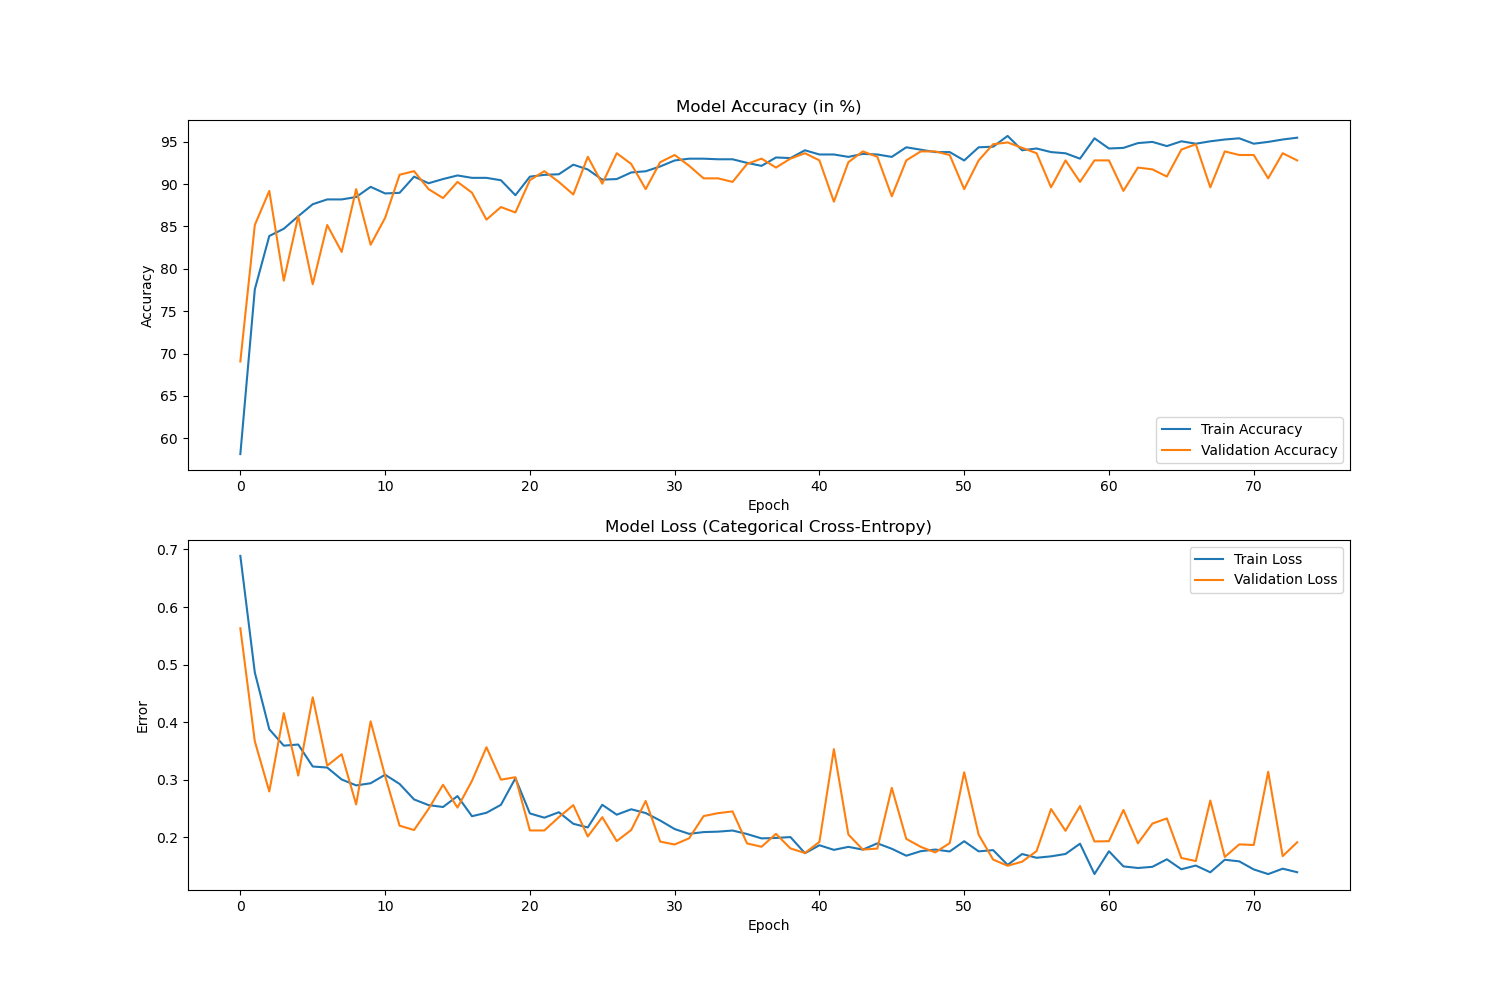 Model Accuracy (in %)
95
90
85
80
75
70
65
60
Accuracy
Train Accuracy
Validation Accuracy
0 10 20 30 40 50 60 70
Epoch
Model Loss (Categorical Cross-Entropy)
0.7
0.6
0.5
0.4
0.3
0.2
Error
Train Loss
Validation Loss
0 10 20 30 40 50 60 70
Epoch